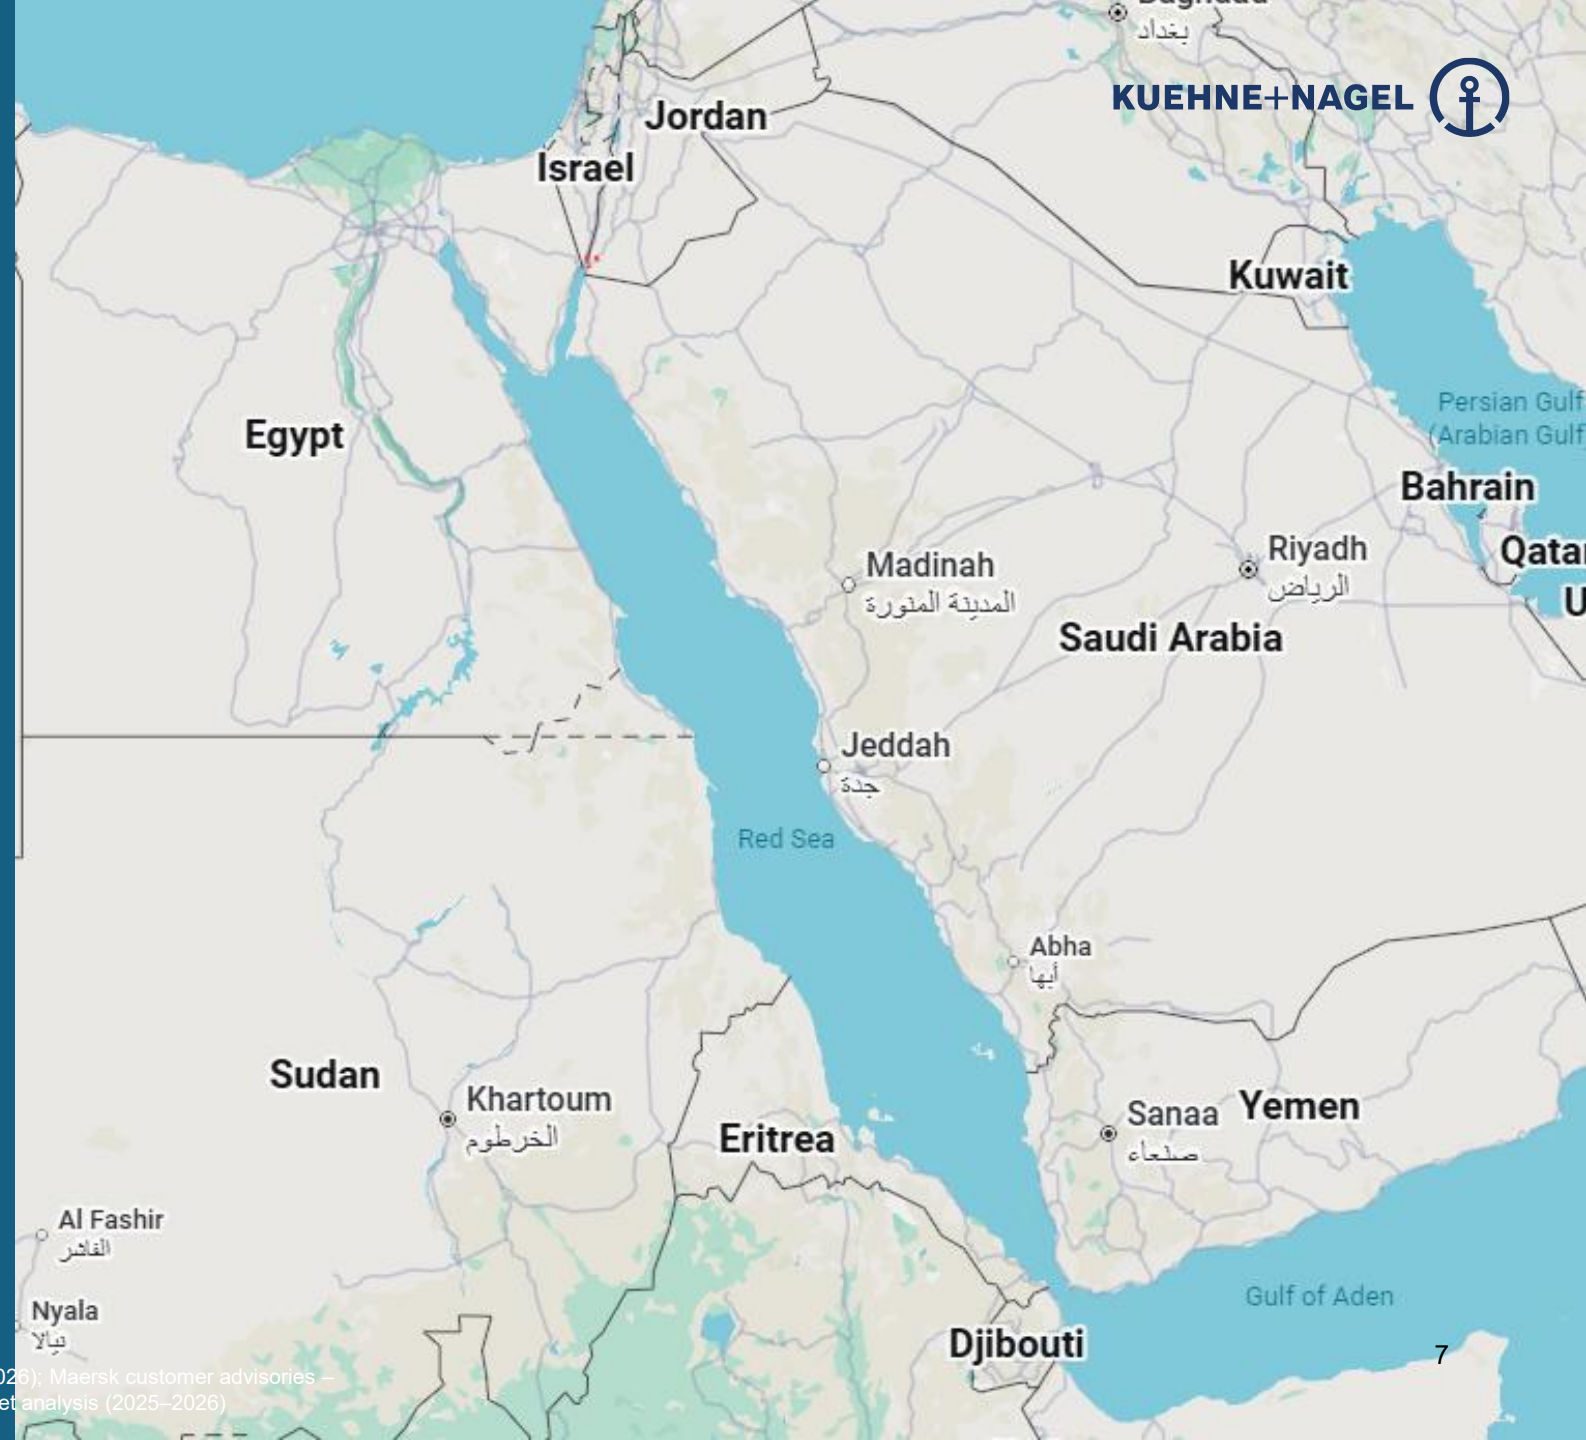 بغداد
KUEHNE+NAGEL
Jordan
Israel
Kuwait
Persian Gulf
(Arabian Gulf)
Egypt
Bahrain
Riyadh
الرياض
Madinah
المدينة المنورة
Saudi Arabia
Jeddah
جدة
Red Sea
Abha
أبها
Sudan
Khartoum
الخرطوم
Sanaa
صنعاء
Yemen
Eritrea
Al Fashir
الفاشر
Gulf of Aden
Nyala
نيالا
Djibouti
7
026); Maersk customer advisories –
et analysis (2025–2026)